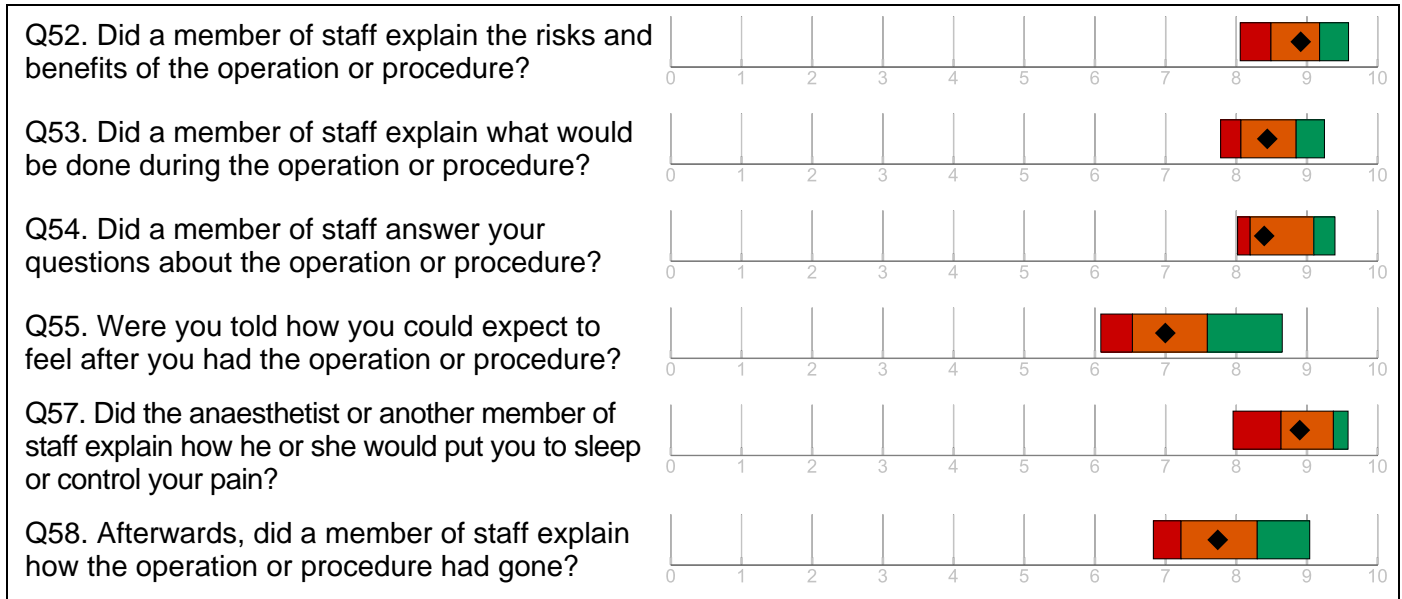 Q52. Did a member of staff explain the risks and
benefits of the operation or procedure?
0 1 2 3 4 5 6 7 8 9 10
Q53. Did a member of staff explain what would
be done during the operation or procedure?
0 1 2 3 4 5 6 7 8 9 10
Q54. Did a member of staff answer your
questions about the operation or procedure?
0 1 2 3 4 5 6 7 8 9 10
Q55. Were you told how you could expect to
feel after you had the operation or procedure?
0 1 2 3 4 5 6 7 8 9 10
Q57. Did the anaesthetist or another member of
staff explain how he or she would put you to sleep
or control your pain?
0 1 2 3 4 5 6 7 8 9 10
Q58. Afterwards, did a member of staff explain
how the operation or procedure had gone?
0 1 2 3 4 5 6 7 8 9 10